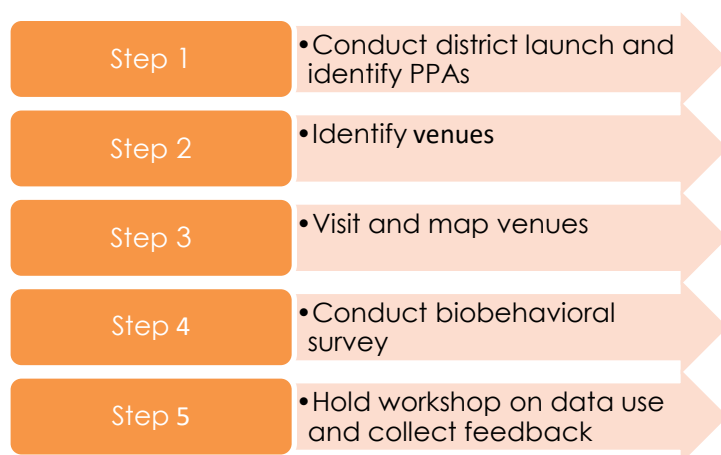 Step 1
•Conduct district launch and
identify PPAs
Step 2
•Identify venues
Step 3
•Visit and map venues
Step 4
•Conduct biobehavioral
survey
Step 5
•Hold workshop on data use
and collect feedback